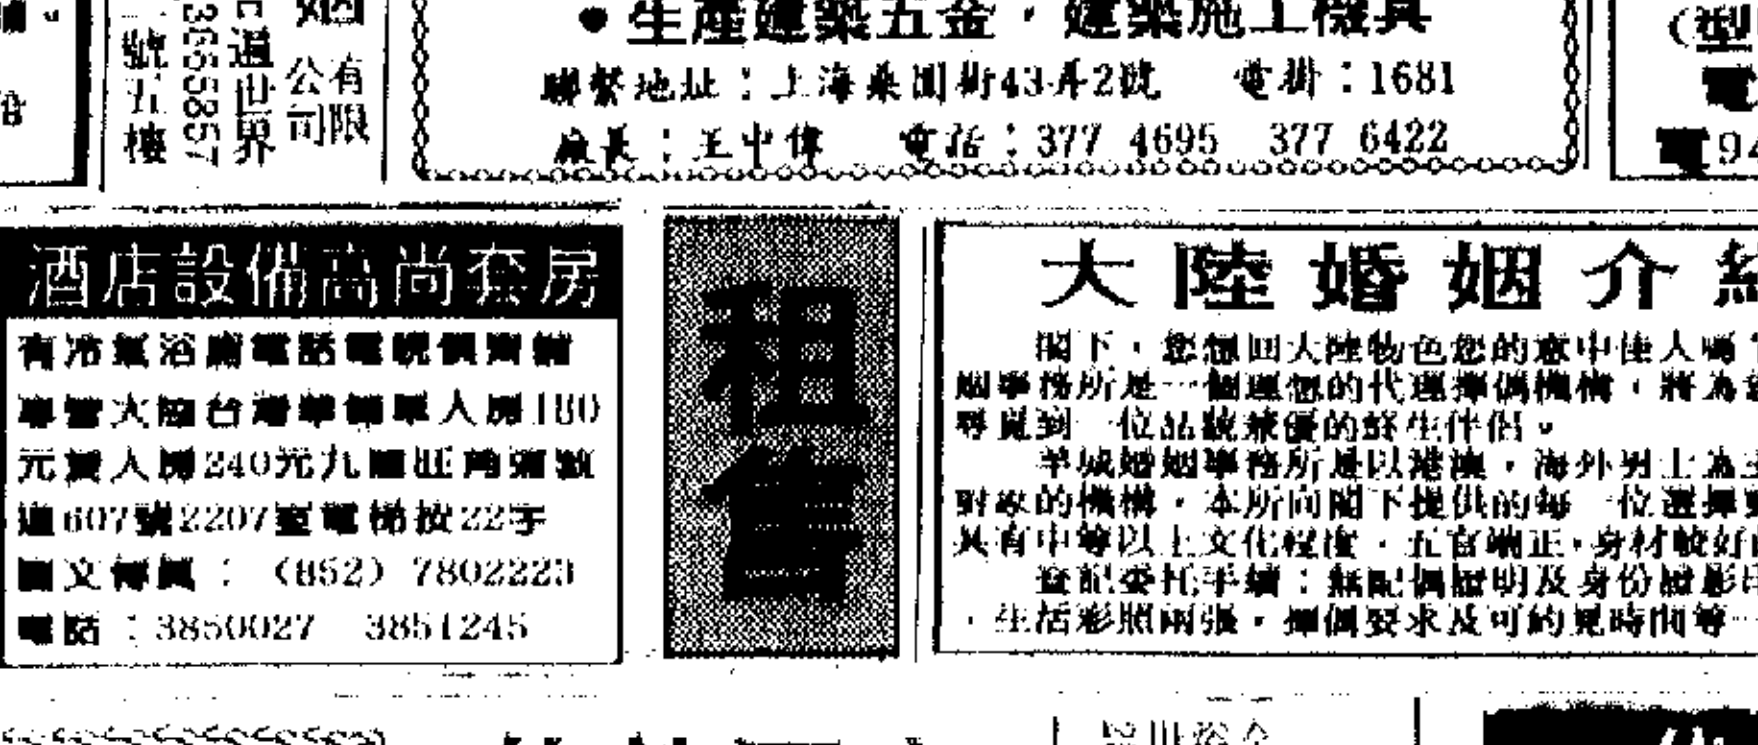 有限
公司
3665857
號五樓
世界
•生產建築五金，建築施工機具
聯繫地址：上海桑園街43弄2號 電掛：1681
廠長：王中偉 電話：377 4695 377 6422
酒店設備高尚套房
有冷氣浴廁電話電視俱齊備
專營大陸台灣華僑單人房180
元貳人房240元九龍旺角彌敦
道607號2207室電梯按22字
圖文傳真：（852）7802223
電話：3850027 3851245
租售
大陸婚姻介紹
閣下，您想回大陸物色您的意中佳人嗎？
姻事務所是一個理想的代理擇偶機構，將為
尋覓到一位品貌兼優的終生伴侶。
羊城婚姻事務所是以港澳，海外男士為主
對象的機構，本所向閣下提供的每一位選擇對
具有中等以上文化程度，五官端正，身材較好
登記委托手續：無配偶證明及身份證影印
，生活彩照兩張，擇偶要求及可約見時間等